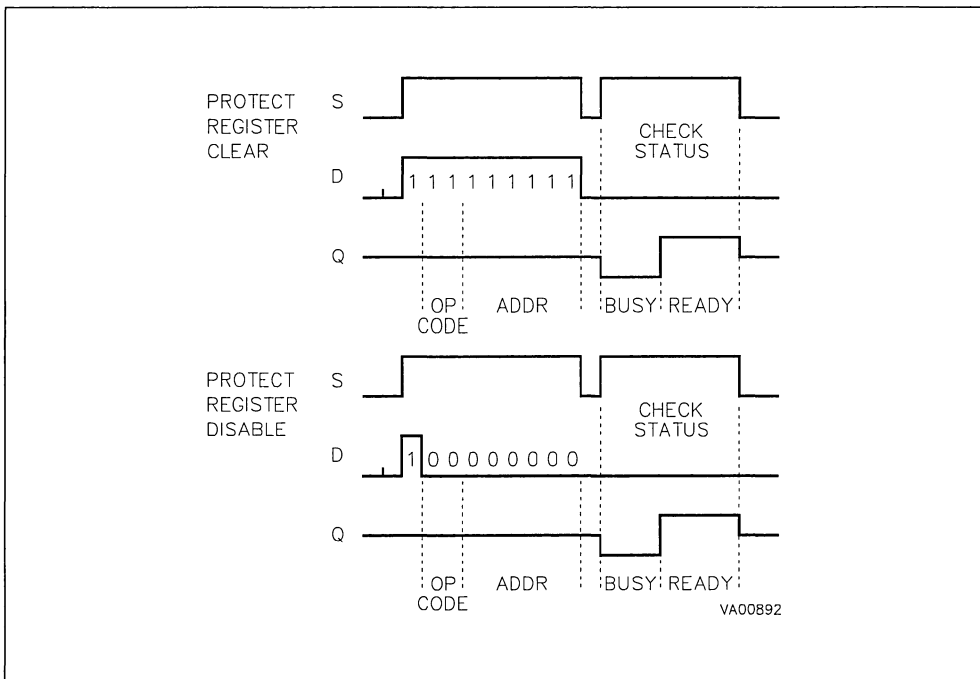 PROTECT
REGISTER
CLEAR
S
CHECK
STATUS
D
1 1 1 1 1 1 1 1 1
Q
OP
CODE
ADDR
BUSY
READY
PROTECT
REGISTER
DISABLE
S
CHECK
STATUS
D
1 0 0 0 0 0 0 0 0
Q
OP
CODE
ADDR
BUSY
READY
VA00892